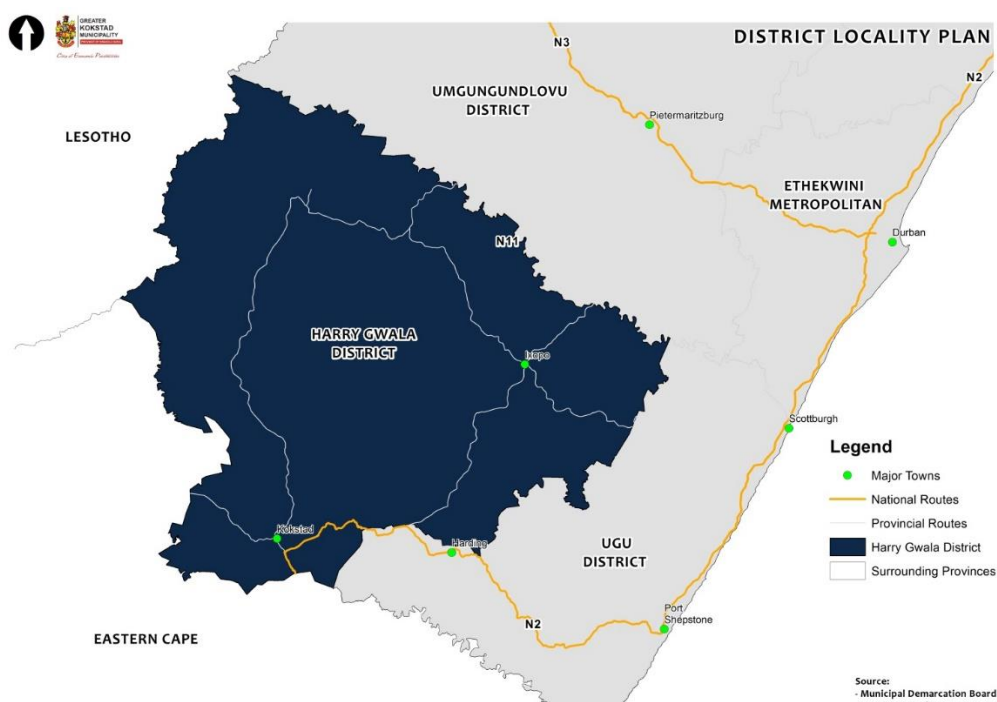 GREATER
KOKSTAD
MUNICIPALITY
DISTRICT LOCALITY PLAN
N3
N2
UMGUNGUNDLOVU
DISTRICT
Pietermaritzburg
LESOTHO
ETHEKWINI
METROPOLITAN
Durban
N11
HARRY GWALA
DISTRICT
Ixopo
Scottburgh
Legend
Major Towns
National Routes
Provincial Routes
Harry Gwala District
Surrounding Provinces
Kokstad
Harding
UGU
DISTRICT
Port
Shepstone
N2
EASTERN CAPE
Source:
- Municipal Demarcation Board